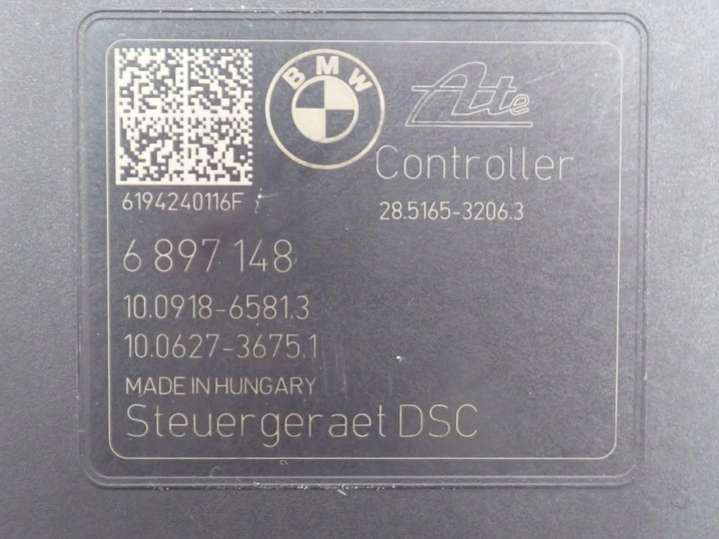 BMW
Ate
Controller
6194240116F
28.5165-3206.3
6 897 148
10.0918-6581.3
10.0627-3675.1
MADE IN HUNGARY
Steuergeraet DSC